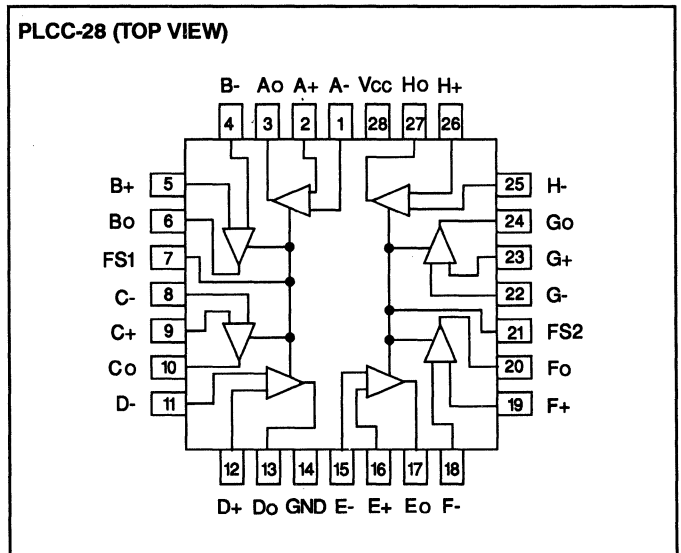 PLCC-28 (TOP VIEW)
B- Ao A+ A- Vcc Ho H+
4 3 2 1 28 27 26
B+ 5
25 H-
Bo 6
24 Go
FS1 7
23 G+
C- 8
22 G-
C+ 9
21 FS2
Co 10
20 Fo
D- 11
19 F+
12 13 14 15 16 17 18
D+ Do GND E- E+ Eo F-